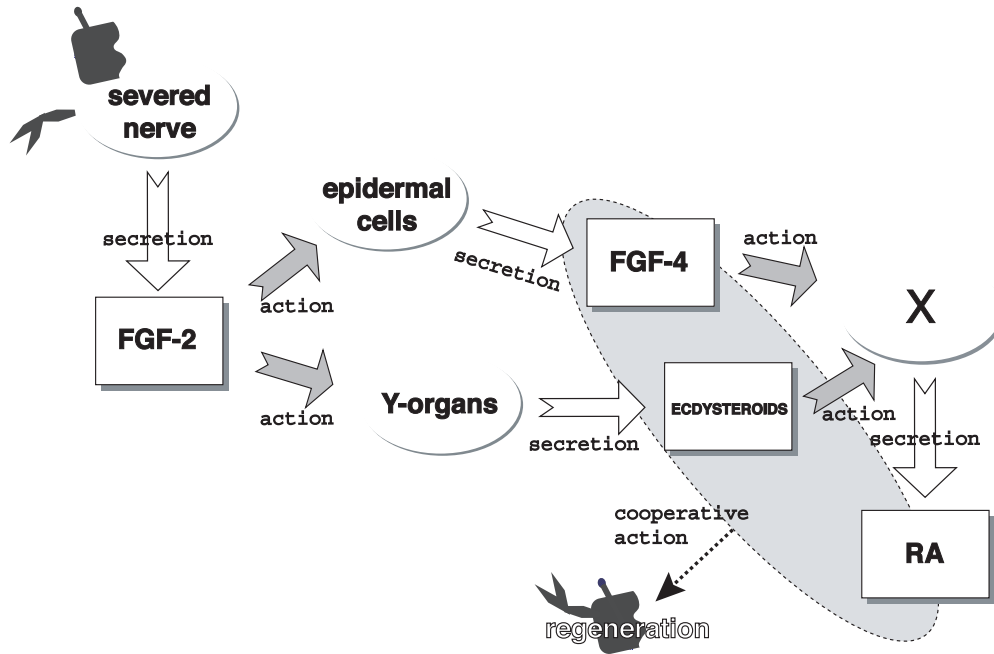 severed
nerve
secretion
FGF-2
action
action
epidermal
cells
secretion
Y-organs
secretion
FGF-4
action
ECDYSTEROIDS
action
X
secretion
RA
cooperative
action
regeneration